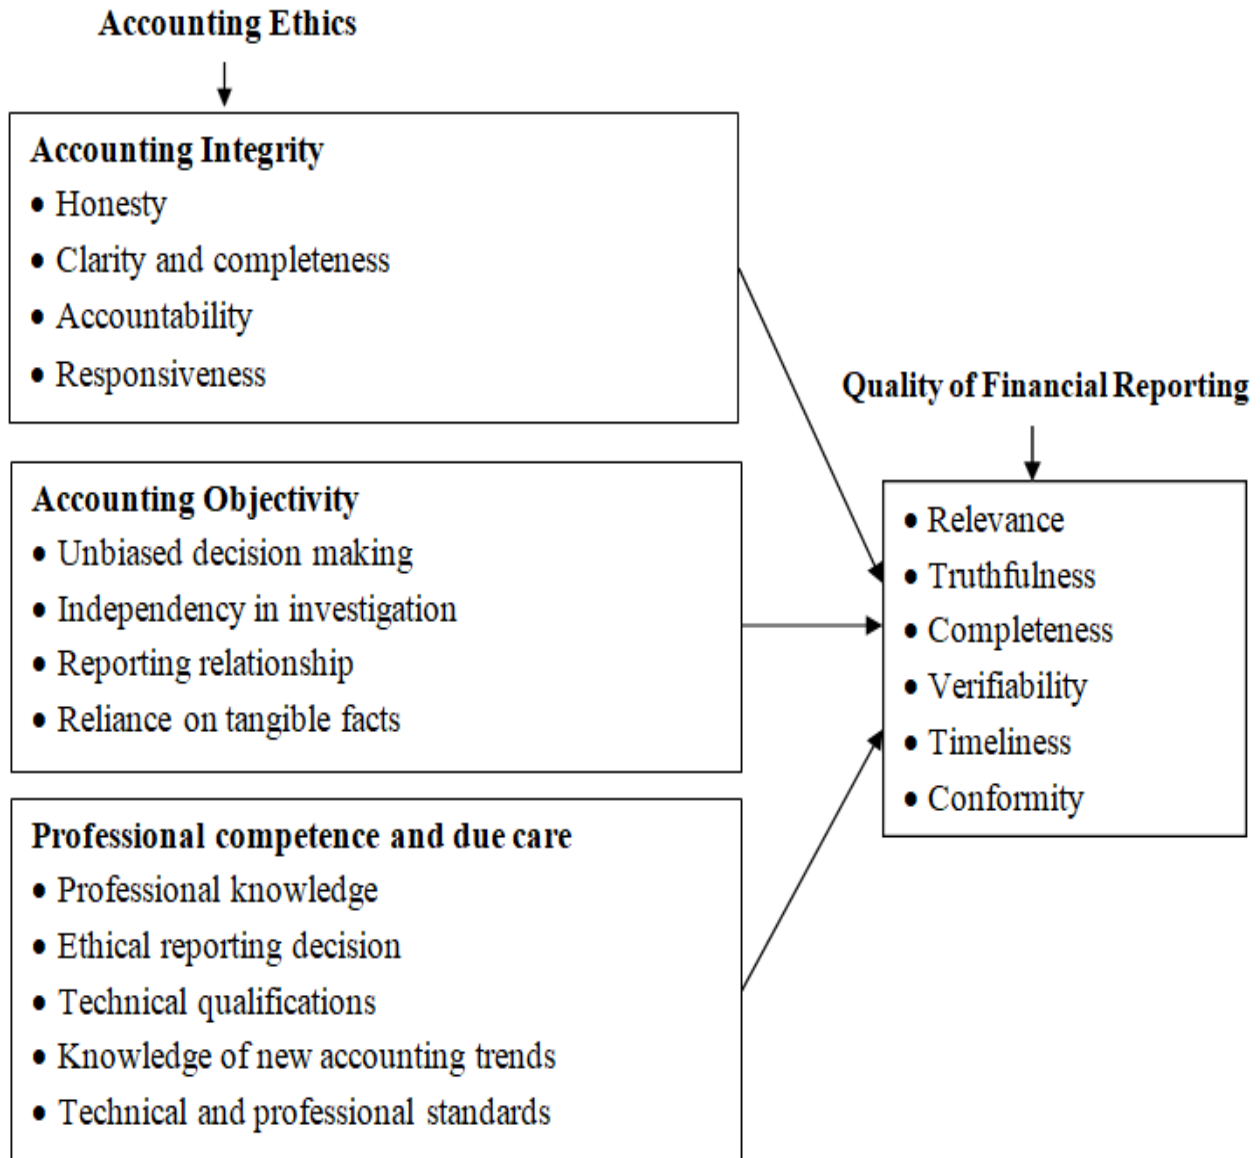 Accounting Ethics
Accounting Integrity
• Honesty
• Clarity and completeness
• Accountability
• Responsiveness
Accounting Objectivity
• Unbiased decision making
• Independency in investigation
• Reporting relationship
• Reliance on tangible facts
Professional competence and due care
• Professional knowledge
• Ethical reporting decision
• Technical qualifications
• Knowledge of new accounting trends
• Technical and professional standards
Quality of Financial Reporting
• Relevance
• Truthfulness
• Completeness
• Verifiability
• Timeliness
• Conformity